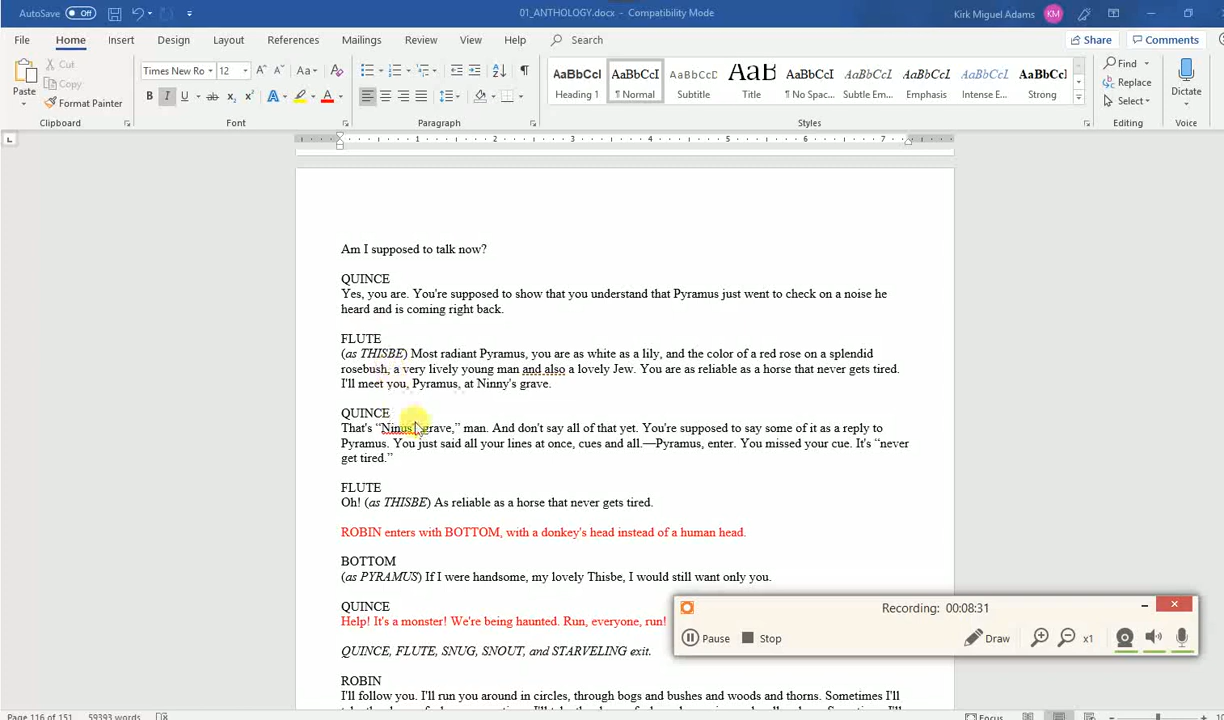 AutoSave Off 01_ANTHOLOGY.docx - Compatibility Mode Kirk Miguel Adams KM
File Home Insert Design Layout References Mailings Review View Help Search Share Comments
Paste Cut Copy Format Painter
Times New Ro 12 Aa
B I U ab x₂ x² A A
AaBbCcI AaBbCcI AaBbCcD AaB AaBbCcI AaBbCcI AaBbCcI AaBbCcI AaBbCcI
Heading 1 ¶ Normal Subtitle Title ¶ No Spac... Subtle Em... Emphasis Intense E... Strong
Find Replace Select Dictate
Clipboard Font Paragraph Styles Editing Voice
1 2 3 4 5 6 7
Am I supposed to talk now?
QUINCE
Yes, you are. You're supposed to show that you understand that Pyramus just went to check on a noise he
heard and is coming right back.
FLUTE
(as THISBE) Most radiant Pyramus, you are as white as a lily, and the color of a red rose on a splendid
rosebush, a very lively young man and also a lovely Jew. You are as reliable as a horse that never gets tired.
I'll meet you, Pyramus, at Ninny's grave.
QUINCE
That's “Ninus' grave,” man. And don't say all of that yet. You're supposed to say some of it as a reply to
Pyramus. You just said all your lines at once, cues and all.—Pyramus, enter. You missed your cue. It's “never
get tired.”
FLUTE
Oh! (as THISBE) As reliable as a horse that never gets tired.
ROBIN enters with BOTTOM, with a donkey's head instead of a human head.
BOTTOM
(as PYRAMUS) If I were handsome, my lovely Thisbe, I would still want only you.
QUINCE
Help! It's a monster! We're being haunted. Run, everyone, run!
QUINCE, FLUTE, SNUG, SNOUT, and STARVELING exit.
ROBIN
I'll follow you. I'll run you around in circles, through bogs and bushes and woods and thorns. Sometimes I'll
Recording: 00:08:31
Pause Stop Draw x1
Page 116 of 151 59393 words Focus